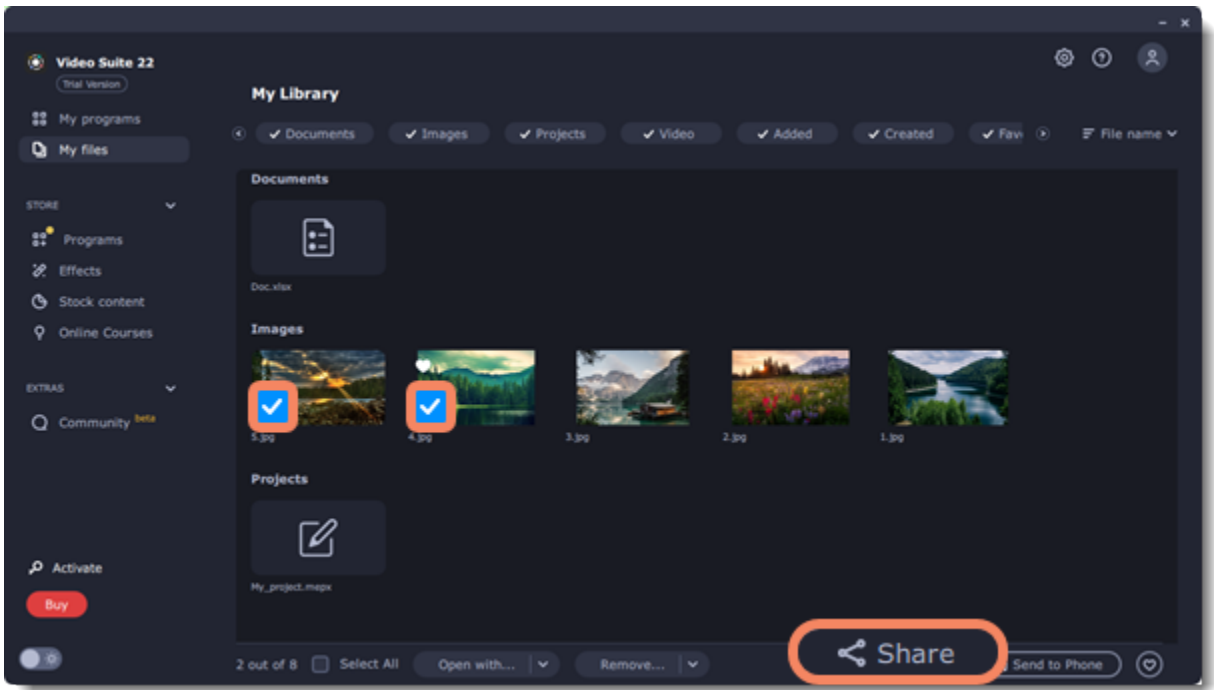 Video Suite 22
Trial Version
My programs
My files
STORE
Programs
Effects
Stock content
Online Courses
EXTRAS
Community beta
Activate
Buy
My Library
Documents
Images
Projects
Video
Added
Created
Fav
File name
Documents
Doc.xlsx
Images
5.jpg
4.jpg
3.jpg
2.jpg
1.jpg
Projects
My_project.mepx
2 out of 8
Select All
Open with...
Remove...
Share
Send to Phone